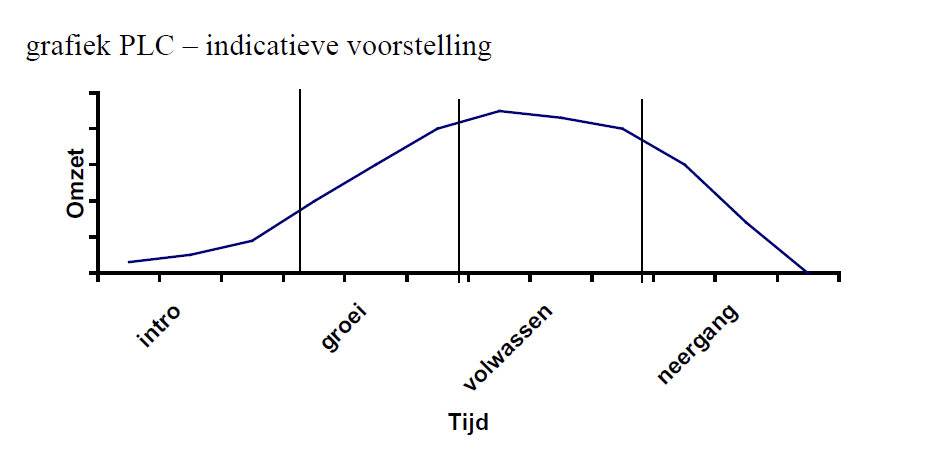 grafiek PLC – indicatieve voorstelling
Omzet
intro
groei
volwassen
neergang
Tijd